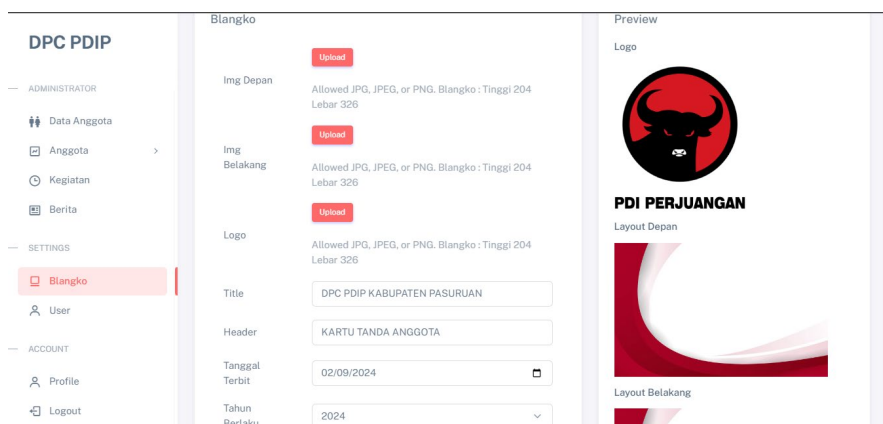 DPC PDIP
ADMINISTRATOR
Data Anggota
Anggota
Kegiatan
Berita
SETTINGS
Blangko
User
ACCOUNT
Profile
Logout
Blangko
Img Depan
Upload
Allowed JPG, JPEG, or PNG. Blangko : Tinggi 204
Lebar 326
Img
Belakang
Upload
Allowed JPG, JPEG, or PNG. Blangko : Tinggi 204
Lebar 326
Logo
Upload
Allowed JPG, JPEG, or PNG. Blangko : Tinggi 204
Lebar 326
Title
DPC PDIP KABUPATEN PASURUAN
Header
KARTU TANDA ANGGOTA
Tanggal
Terbit
02/09/2024
Tahun
Berlaku
2024
Preview
Logo
PDI PERJUANGAN
Layout Depan
Layout Belakang